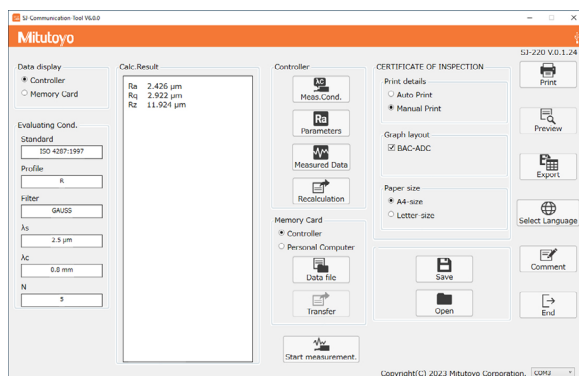 SJ-Communication-Tool V6.0.0
Mitutoyo
SJ-220 V.0.1.24
Data display
Controller
Memory Card
Evaluating Cond.
Standard
ISO 4287:1997
Profile
R
Filter
GAUSS
λs
2.5 µm
λc
0.8 mm
N
5
Calc.Result
Ra 2.426 µm
Rq 2.922 µm
Rz 11.924 µm
Controller
Meas.Cond.
Ra
Parameters
Measured Data
Recalculation
Memory Card
Controller
Personal Computer
Data file
Transfer
Start measurement.
CERTIFICATE OF INSPECTION
Print details
Auto Print
Manual Print
Graph layout
BAC-ADC
Paper size
A4-size
Letter-size
Save
Open
Print
Preview
Export
Select Language
Comment
End
Copyright(C) 2023 Mitutoyo Corporation.
COM3